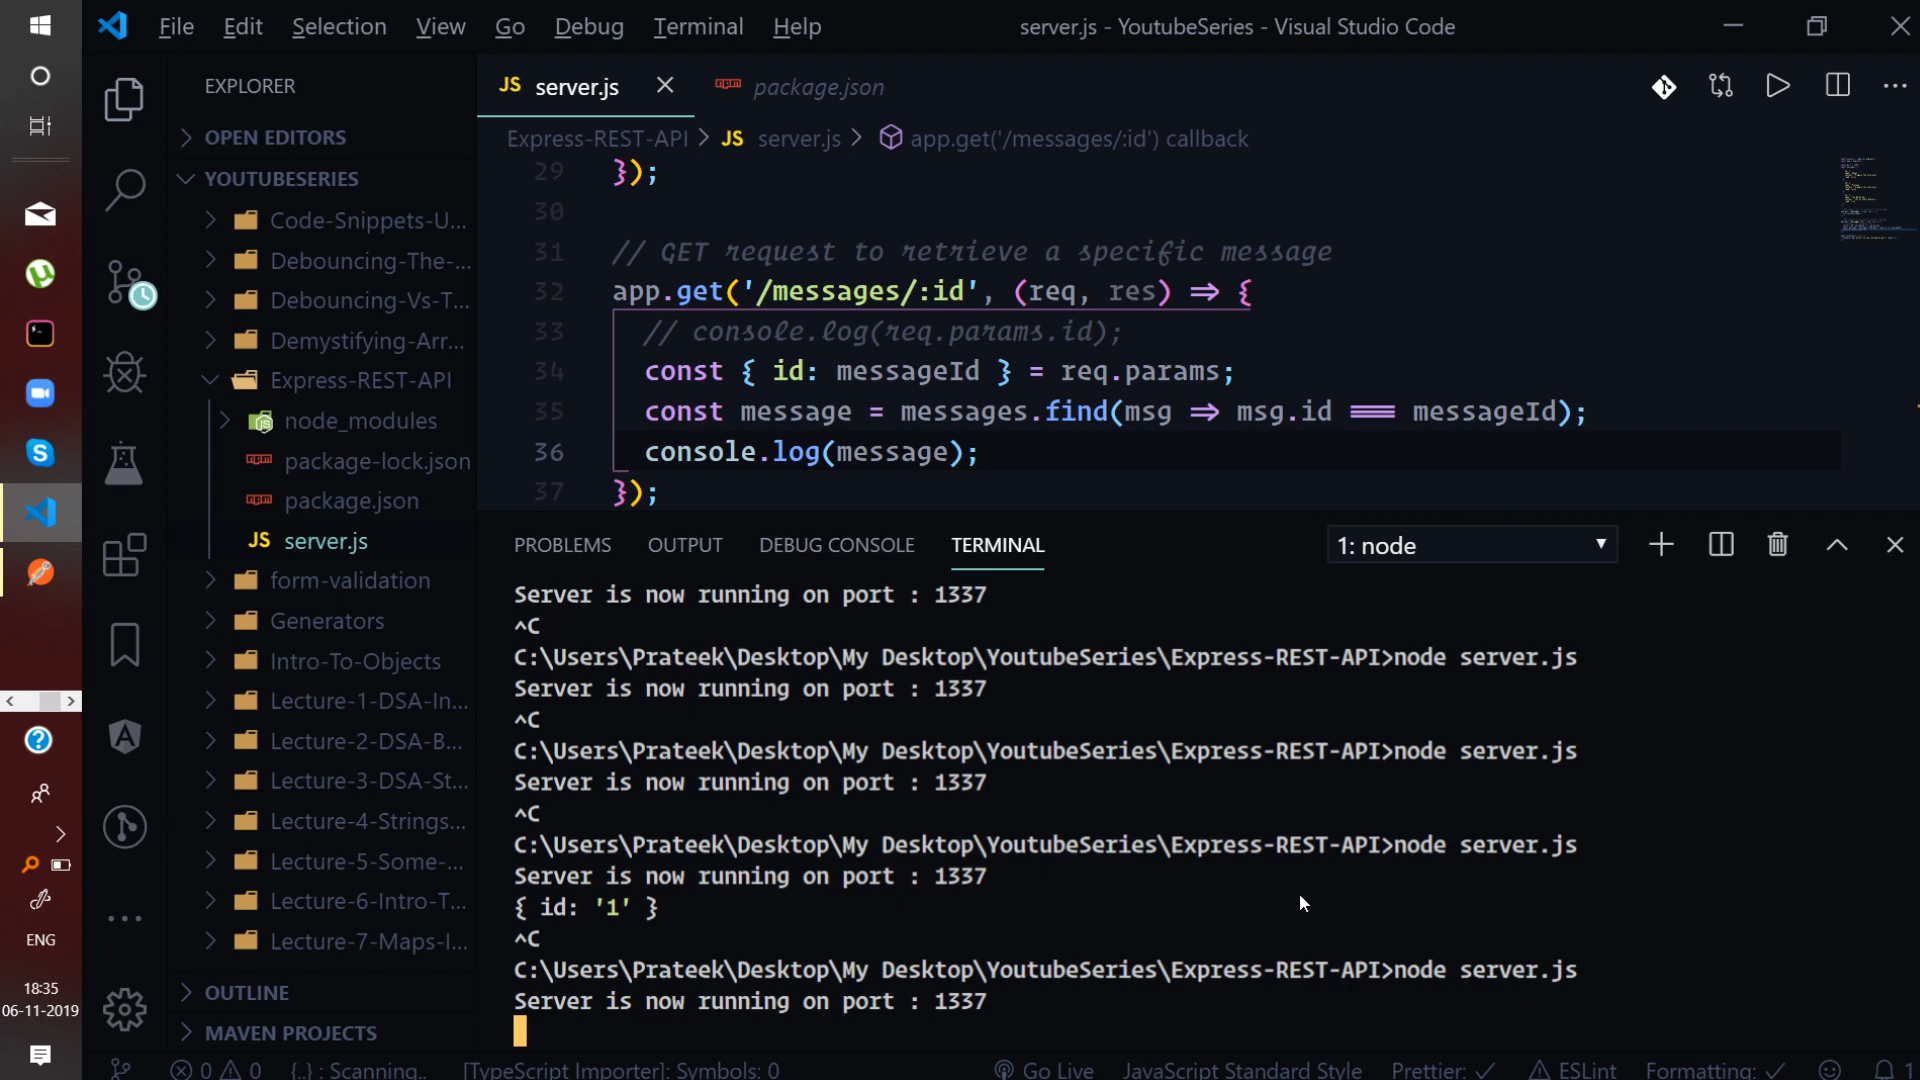 File Edit Selection View Go Debug Terminal Help
server.js - YoutubeSeries - Visual Studio Code
EXPLORER
OPEN EDITORS
YOUTUBESERIES
Code-Snippets-U...
Debouncing-The-...
Debouncing-Vs-T...
Demystifying-Arr...
Express-REST-API
node_modules
package-lock.json
package.json
JS server.js
form-validation
Generators
Intro-To-Objects
Lecture-1-DSA-In...
Lecture-2-DSA-B...
Lecture-3-DSA-St...
Lecture-4-Strings...
Lecture-5-Some-...
Lecture-6-Intro-T...
Lecture-7-Maps-I...
OUTLINE
MAVEN PROJECTS
JS server.js
package.json
Express-REST-API > JS server.js > app.get('/messages/:id') callback
29 });
30
31 // GET request to retrieve a specific message
32 app.get('/messages/:id', (req, res) => {
33 // console.log(req.params.id);
34 const { id: messageId } = req.params;
35 const message = messages.find(msg => msg.id === messageId);
36 console.log(message);
37 });
PROBLEMS OUTPUT DEBUG CONSOLE TERMINAL
1: node
Server is now running on port : 1337
^C
C:\Users\Prateek\Desktop\My Desktop\YoutubeSeries\Express-REST-API>node server.js
Server is now running on port : 1337
^C
C:\Users\Prateek\Desktop\My Desktop\YoutubeSeries\Express-REST-API>node server.js
Server is now running on port : 1337
^C
C:\Users\Prateek\Desktop\My Desktop\YoutubeSeries\Express-REST-API>node server.js
Server is now running on port : 1337
{ id: '1' }
^C
C:\Users\Prateek\Desktop\My Desktop\YoutubeSeries\Express-REST-API>node server.js
Server is now running on port : 1337
ENG
18:35
06-11-2019
0 0 {..} : Scanning.. [TypeScript Importer]: Symbols: 0 Go Live JavaScript Standard Style Prettier: ✓ ESLint Formatting: ✓ 1